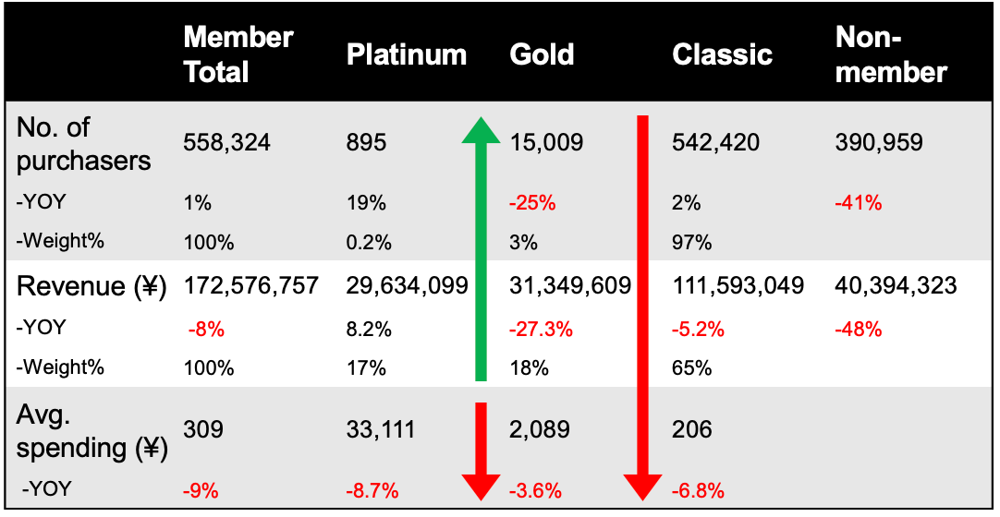 Member Total Platinum Gold Classic Non-member
No. of purchasers 558,324 895 15,009 542,420 390,959
-YOY 1% 19% -25% 2% -41%
-Weight% 100% 0.2% 3% 97%
Revenue (¥) 172,576,757 29,634,099 31,349,609 111,593,049 40,394,323
-YOY -8% 8.2% -27.3% -5.2% -48%
-Weight% 100% 17% 18% 65%
Avg. spending (¥) 309 33,111 2,089 206
-YOY -9% -8.7% -3.6% -6.8%